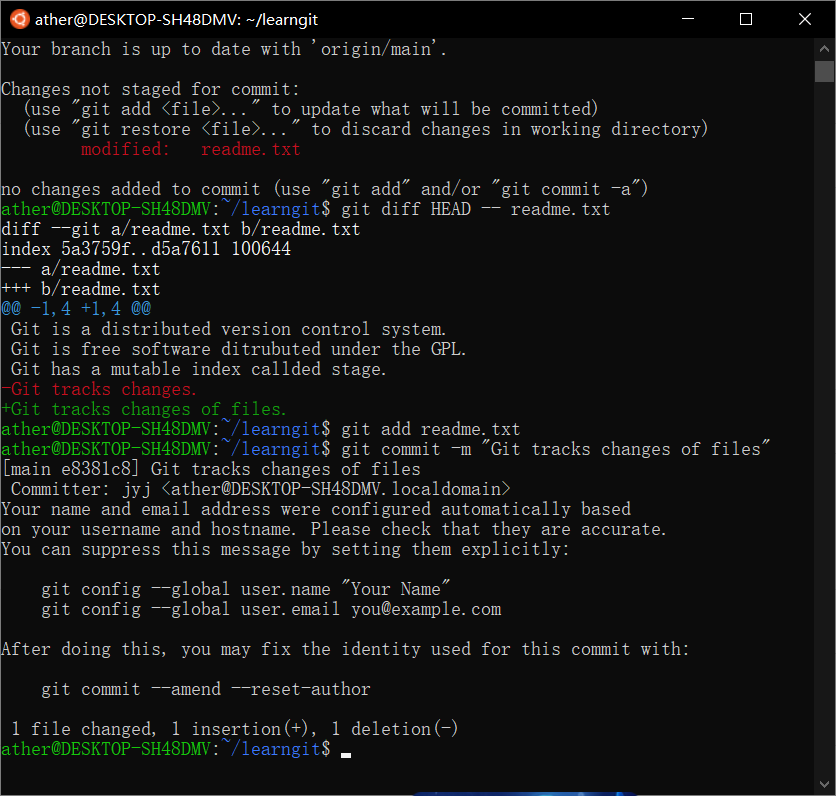 ather@DESKTOP-SH48DMV: ~/learngit
Your branch is up to date with 'origin/main'.
Changes not staged for commit:
  (use "git add <file>..." to update what will be committed)
  (use "git restore <file>..." to discard changes in working directory)
        modified:   readme.txt
no changes added to commit (use "git add" and/or "git commit -a")
ather@DESKTOP-SH48DMV:~/learngit$ git diff HEAD -- readme.txt
diff --git a/readme.txt b/readme.txt
index 5a3759f..d5a7611 100644
--- a/readme.txt
+++ b/readme.txt
@@ -1,4 +1,4 @@
 Git is a distributed version control system.
 Git is free software ditrubuted under the GPL.
 Git has a mutable index callded stage.
-Git tracks changes.
+Git tracks changes of files.
ather@DESKTOP-SH48DMV:~/learngit$ git add readme.txt
ather@DESKTOP-SH48DMV:~/learngit$ git commit -m "Git tracks changes of files"
[main e8381c8] Git tracks changes of files
 Committer: jyj <ather@DESKTOP-SH48DMV.localdomain>
Your name and email address were configured automatically based
on your username and hostname. Please check that they are accurate.
You can suppress this message by setting them explicitly:
    git config --global user.name "Your Name"
    git config --global user.email you@example.com
After doing this, you may fix the identity used for this commit with:
    git commit --amend --reset-author
 1 file changed, 1 insertion(+), 1 deletion(-)
ather@DESKTOP-SH48DMV:~/learngit$